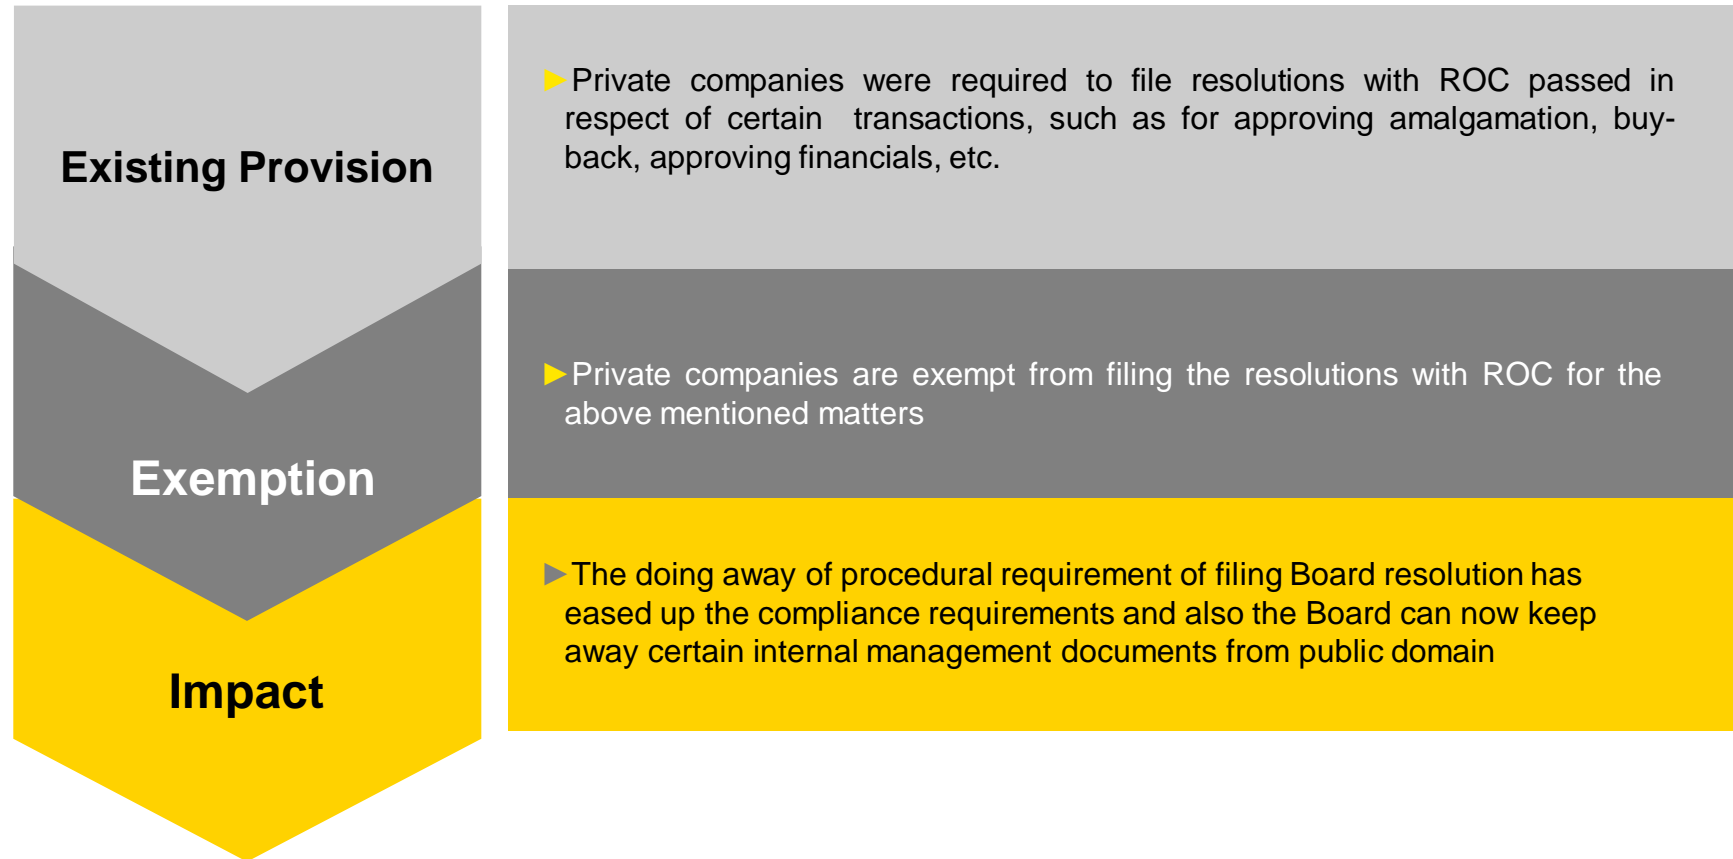 Existing Provision
►Private companies were required to file resolutions with ROC passed in
respect of certain transactions, such as for approving amalgamation, buy-
back, approving financials, etc.
Exemption
►Private companies are exempt from filing the resolutions with ROC for the
above mentioned matters
Impact
►The doing away of procedural requirement of filing Board resolution has
eased up the compliance requirements and also the Board can now keep
away certain internal management documents from public domain